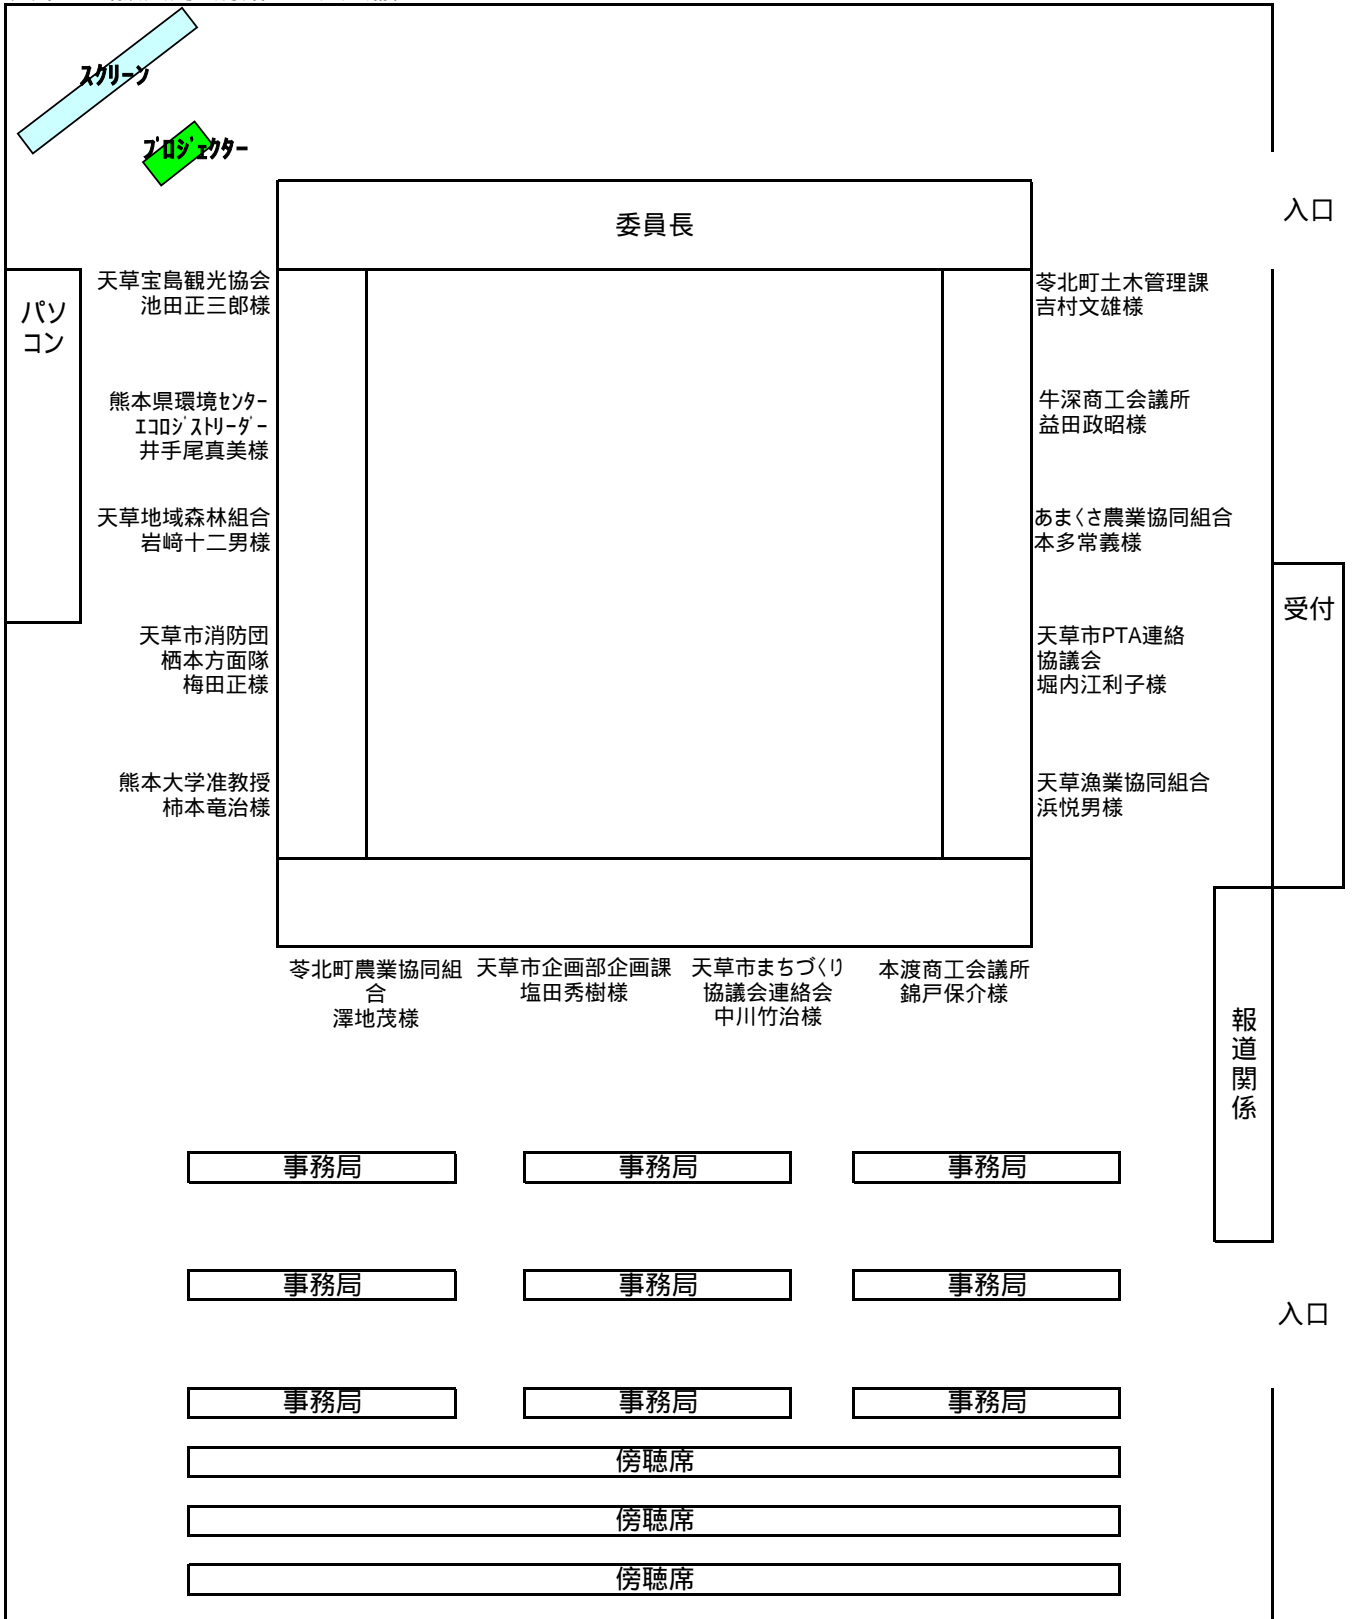 スクリーン
プロジェクター
委員長
入口
パソ
コン
天草宝島観光協会
池田正三郎様
苓北町土木管理課
吉村文雄様
熊本県環境センター
エコロジストリーダー
井手尾真美様
牛深商工会議所
益田政昭様
天草地域森林組合
岩﨑十二男様
あまくさ農業協同組合
本多常義様
受付
天草市消防団
栖本方面隊
梅田正様
天草市PTA連絡
協議会
堀内江利子様
熊本大学准教授
柿本竜治様
天草漁業協同組合
浜悦男様
苓北町農業協同組
合
澤地茂様
天草市企画部企画課
塩田秀樹様
天草市まちづくり
協議会連絡会
中川竹治様
本渡商工会議所
錦戸保介様
報道関係
事務局
事務局
事務局
事務局
事務局
事務局
入口
事務局
事務局
事務局
傍聴席
傍聴席
傍聴席